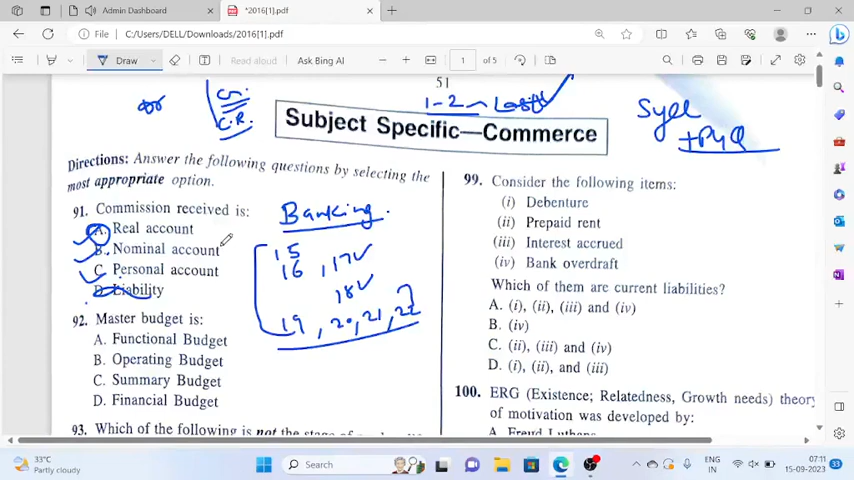 Admin Dashboard
*2016[1].pdf
File
C:/Users/DELL/Downloads/2016[1].pdf
Draw
Read aloud
Ask Bing AI
1
of 5
51
or
Cr.
C.R.
1-2
Syll
+PYQ
Subject Specific—Commerce
Directions: Answer the following questions by selecting the
most appropriate option.
91. Commission received is:
A. Real account
B. Nominal account
C. Personal account
D. Liability
Banking.
15
16, 17
18
19, 20, 21, 22
92. Master budget is:
A. Functional Budget
B. Operating Budget
C. Summary Budget
D. Financial Budget
93. Which of the following is not the stage of
99. Consider the following items:
(i) Debenture
(ii) Prepaid rent
(iii) Interest accrued
(iv) Bank overdraft
Which of them are current liabilities?
A. (i), (ii), (iii) and (iv)
B. (iv)
C. (ii), (iii) and (iv)
D. (i), (ii), and (iii)
100. ERG (Existence; Relatedness, Growth needs) theory
of motivation was developed by:
A. Freud Luthans
33°C
Partly cloudy
Search
ENG
IN
07:11
15-09-2023
33